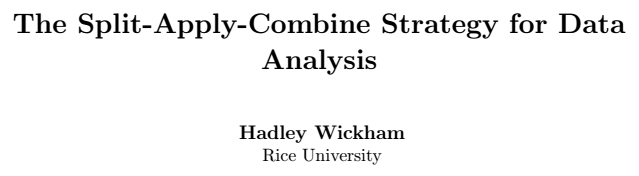 The Split-Apply-Combine Strategy for Data
Analysis
Hadley Wickham
Rice University